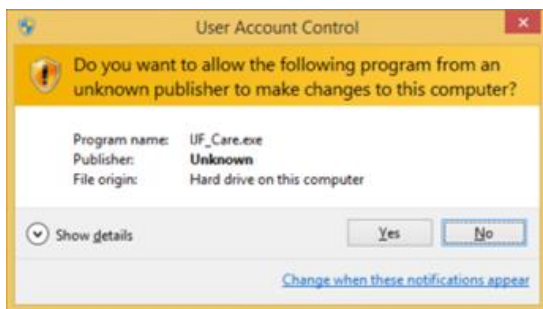 User Account Control
Do you want to allow the following program from an
unknown publisher to make changes to this computer?
Program name: IJF_Care.exe
Publisher: Unknown
File origin: Hard drive on this computer
Show details
Yes
No
Change when these notifications appear